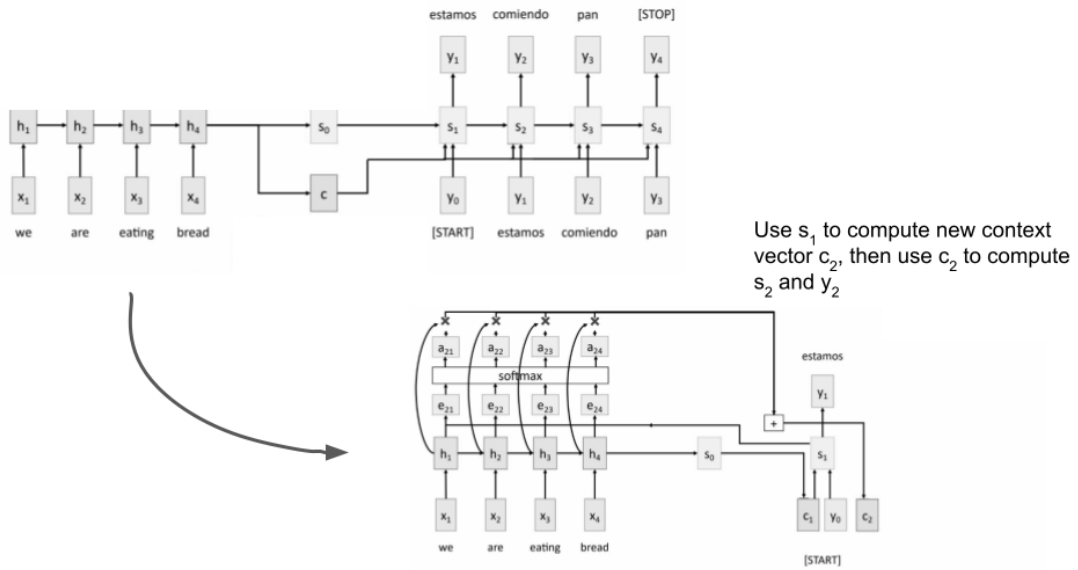 estamos comiendo pan [STOP]
y₁ y₂ y₃ y₄
h₁ h₂ h₃ h₄ s₀ s₁ s₂ s₃ s₄
x₁ x₂ x₃ x₄ c y₀ y₁ y₂ y₃
we are eating bread [START] estamos comiendo pan
Use s₁ to compute new context
vector c₂, then use c₂ to compute
s₂ and y₂
a₂₁ a₂₂ a₂₃ a₂₄
softmax
estamos
y₁
e₂₁ e₂₂ e₂₃ e₂₄
+
h₁ h₂ h₃ h₄ s₀ s₁
x₁ x₂ x₃ x₄ c₁ y₀ c₂
we are eating bread
[START]